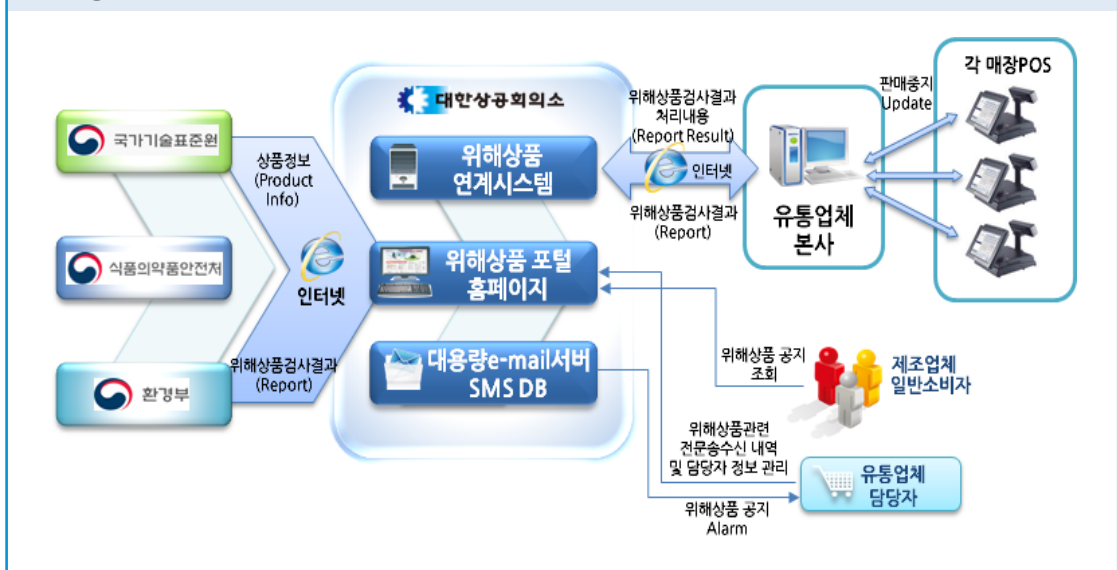 국가기술표준원
식품의약품안전처
환경부
상품정보
(Product
Info)
인터넷
위해상품검사결과
(Report)
대한상공회의소
위해상품
연계시스템
위해상품 포털
홈페이지
대용량e-mail서버
SMS DB
위해상품검사결과
처리내용
(Report Result)
인터넷
위해상품검사결과
(Report)
유통업체
본사
판매중지
Update
각 매장POS
위해상품 공지
조회
제조업체
일반소비자
위해상품관련
전문송수신 내역
및 담당자 정보 관리
유통업체
담당자
위해상품 공지
Alarm